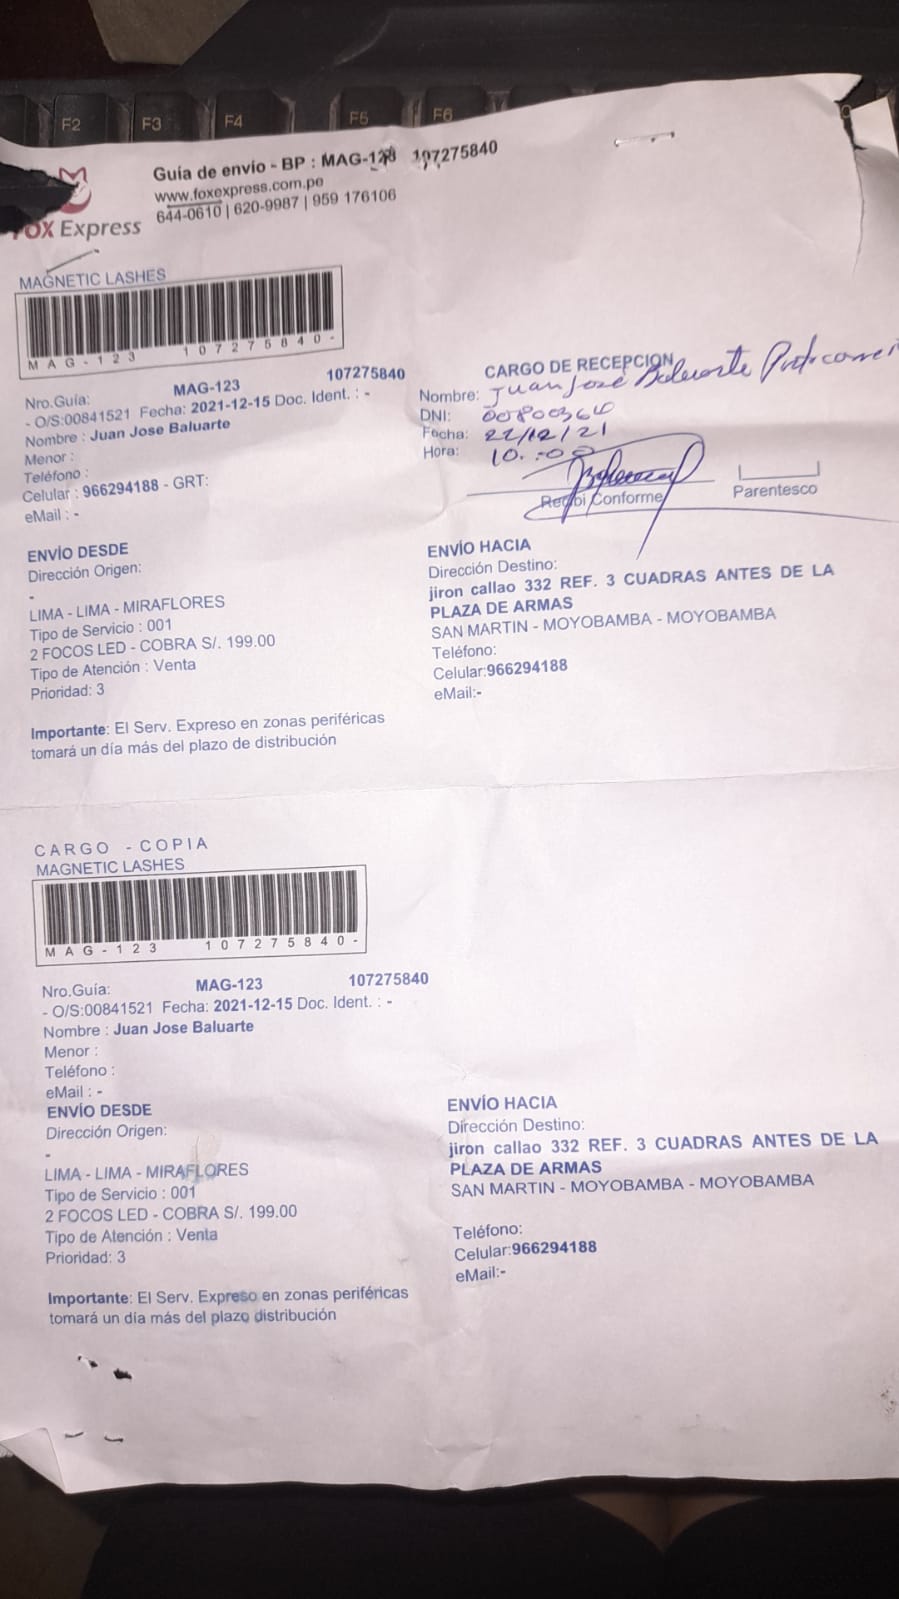 F2 F3 F4 F5 F6
Guía de envío - BP : MAG-123 107275840
www.foxexpress.com.pe
644-0610 | 620-9987 | 959 176106
FOX Express
MAGNETIC LASHES
MAG-123 107275840-
Nro.Guía: MAG-123 107275840
- O/S:00841521 Fecha: 2021-12-15 Doc. Ident. : -
Nombre : Juan Jose Baluarte
Menor :
Teléfono :
Celular : 966294188 - GRT:
eMail : -
CARGO DE RECEPCION
Nombre: Juan José Baluarte
DNI: 00800364
Fecha: 22/12/21
Hora: 10:00
Recibi Conforme
Parentesco
ENVÍO DESDE
Dirección Origen:
-
LIMA - LIMA - MIRAFLORES
Tipo de Servicio : 001
2 FOCOS LED - COBRA S/. 199.00
Tipo de Atención : Venta
Prioridad: 3
ENVÍO HACIA
Dirección Destino:
jiron callao 332 REF. 3 CUADRAS ANTES DE LA
PLAZA DE ARMAS
SAN MARTIN - MOYOBAMBA - MOYOBAMBA
Teléfono:
Celular:966294188
eMail:-
Importante: El Serv. Expreso en zonas periféricas
tomará un día más del plazo de distribución
CARGO - COPIA
MAGNETIC LASHES
MAG-123 107275840-
Nro.Guía: MAG-123 107275840
- O/S:00841521 Fecha: 2021-12-15 Doc. Ident. : -
Nombre : Juan Jose Baluarte
Menor :
Teléfono :
eMail : -
ENVÍO DESDE
Dirección Origen:
-
LIMA - LIMA - MIRAFLORES
Tipo de Servicio : 001
2 FOCOS LED - COBRA S/. 199.00
Tipo de Atención : Venta
Prioridad: 3
ENVÍO HACIA
Dirección Destino:
jiron callao 332 REF. 3 CUADRAS ANTES DE LA
PLAZA DE ARMAS
SAN MARTIN - MOYOBAMBA - MOYOBAMBA
Teléfono:
Celular:966294188
eMail:-
Importante: El Serv. Expreso en zonas periféricas
tomará un día más del plazo distribución